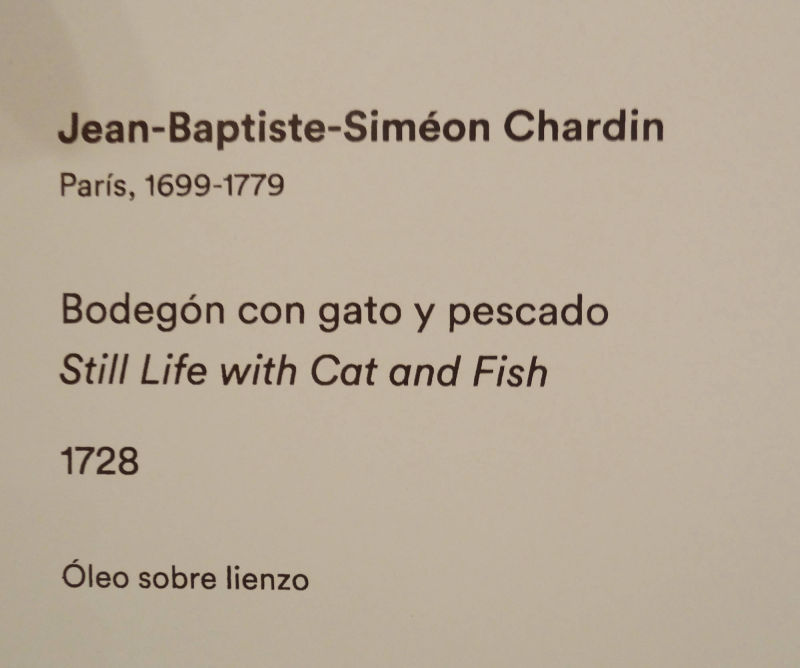 Jean-Baptiste-Siméon Chardin
París, 1699-1779
Bodegón con gato y pescado
Still Life with Cat and Fish
1728
Óleo sobre lienzo